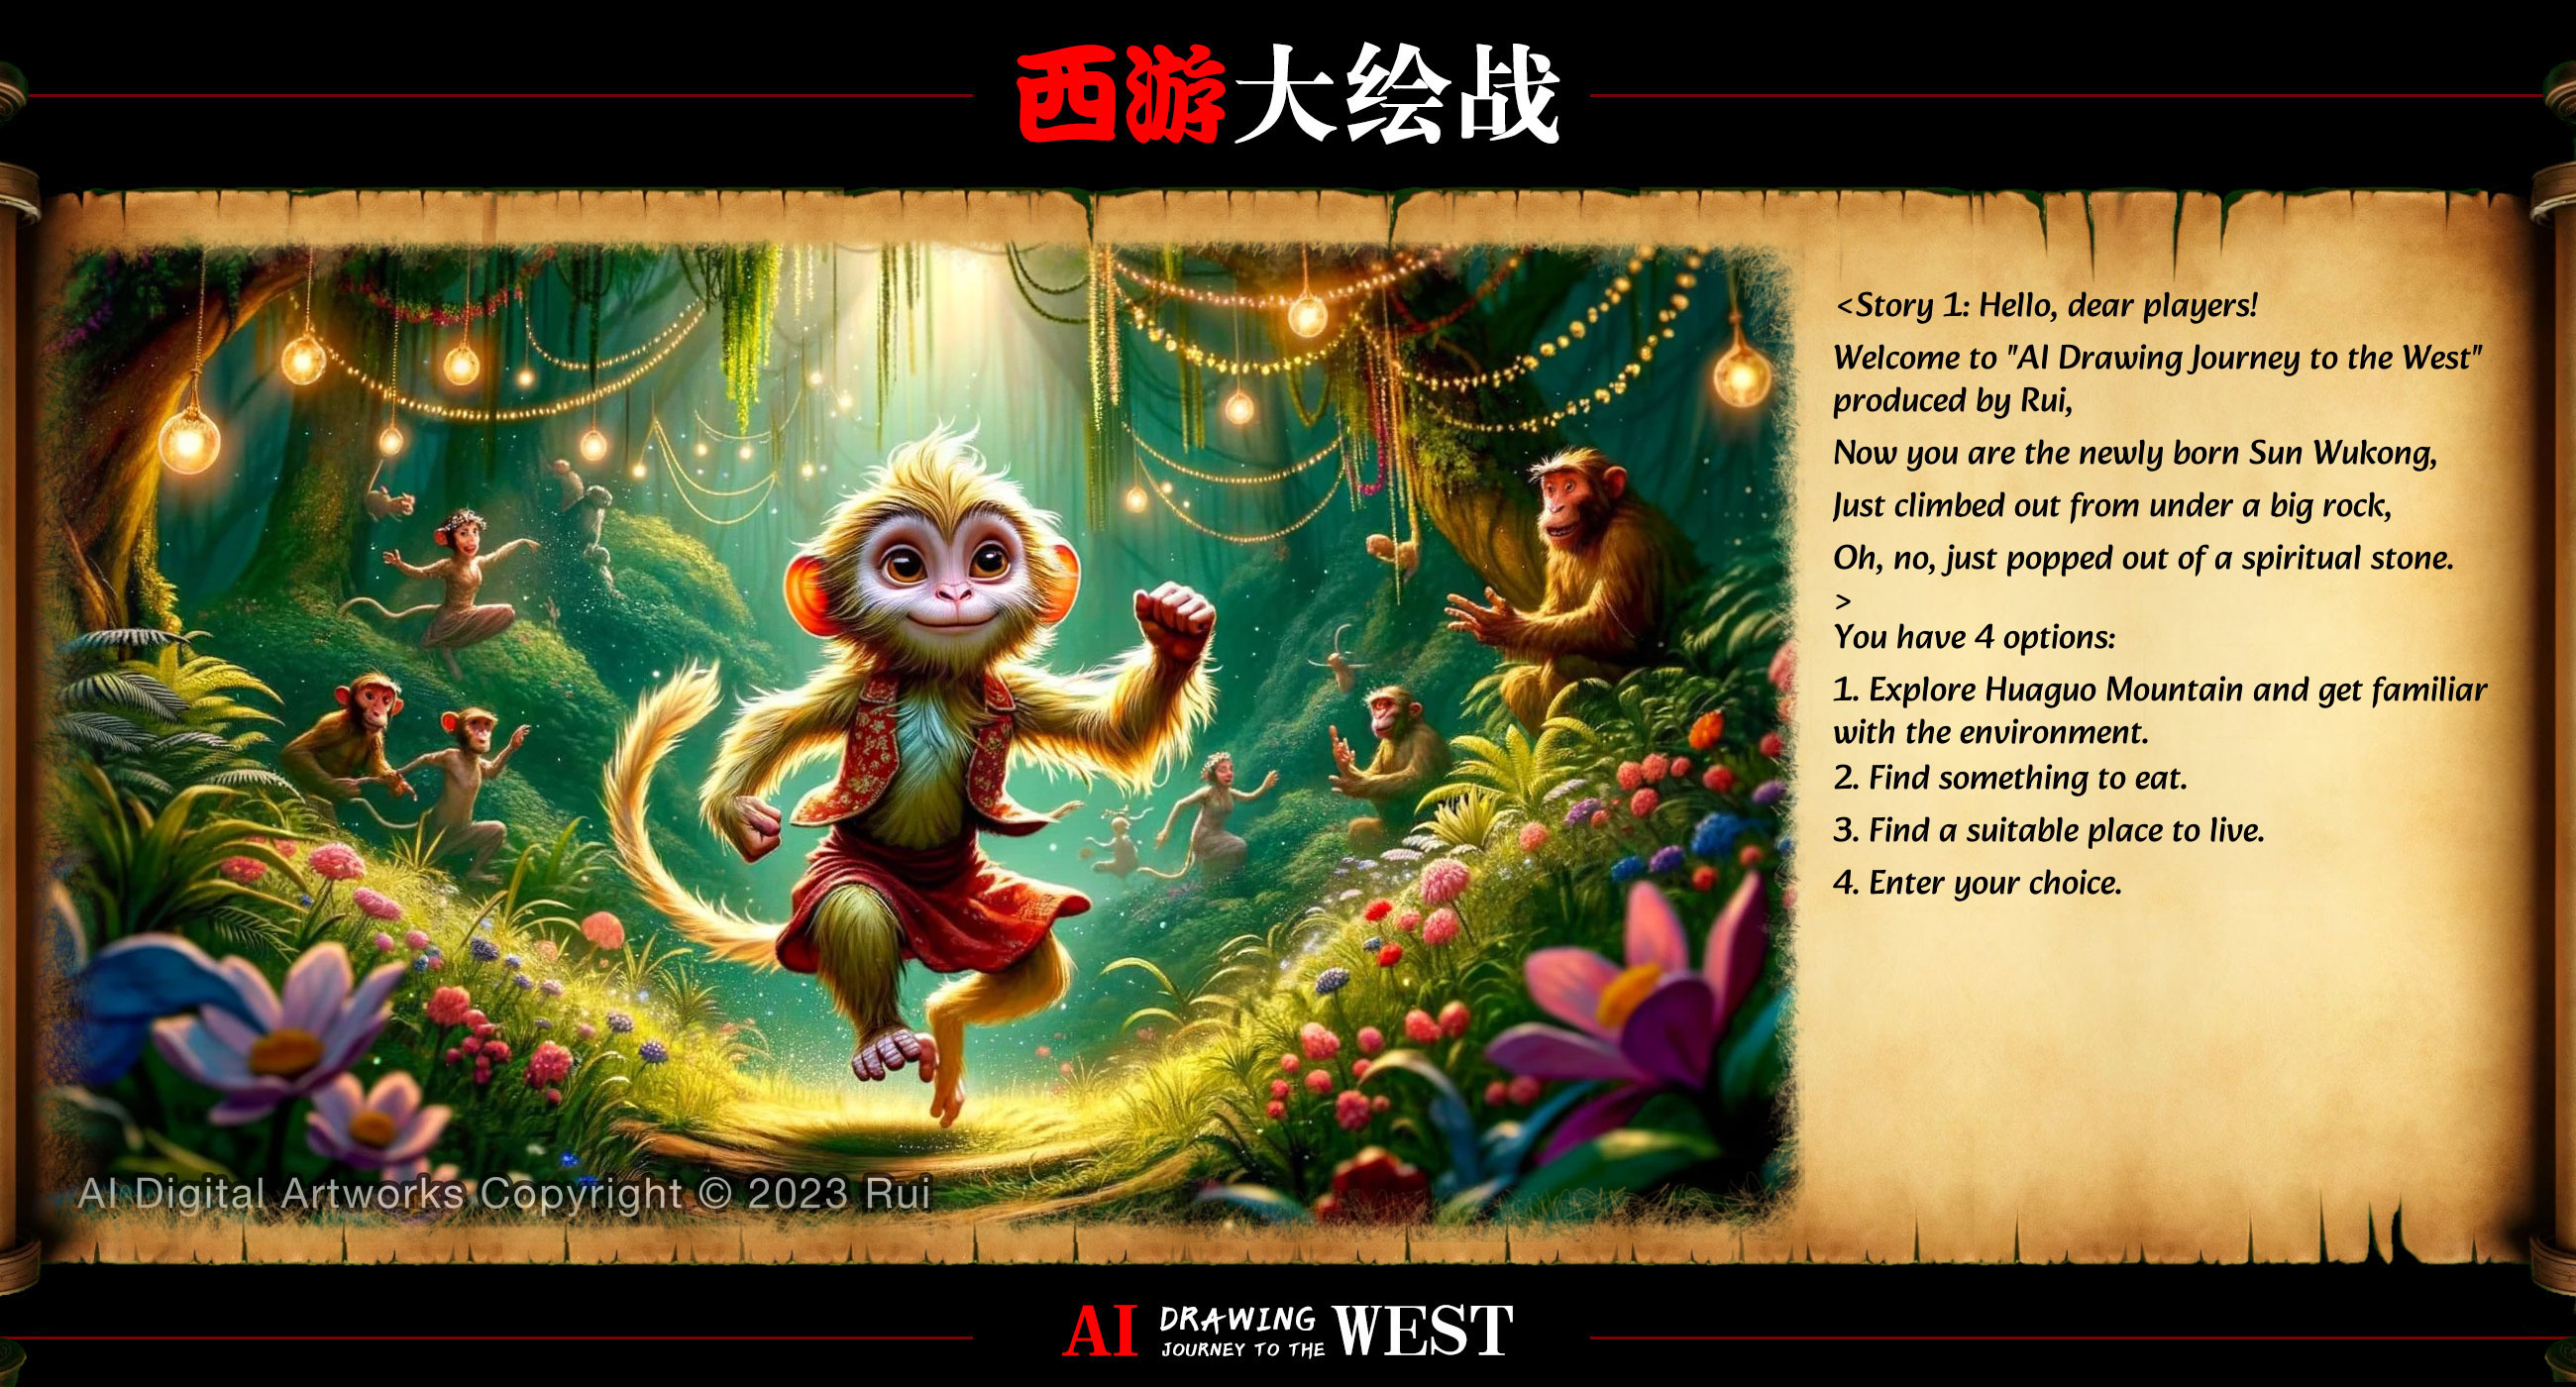 西游大绘战
<Story 1: Hello, dear players!
Welcome to "AI Drawing Journey to the West"
produced by Rui,
Now you are the newly born Sun Wukong,
Just climbed out from under a big rock,
Oh, no, just popped out of a spiritual stone.
>
You have 4 options:
1. Explore Huaguo Mountain and get familiar
with the environment.
2. Find something to eat.
3. Find a suitable place to live.
4. Enter your choice.
AI Digital Artworks Copyright © 2023 Rui
AI DRAWING JOURNEY TO THE WEST